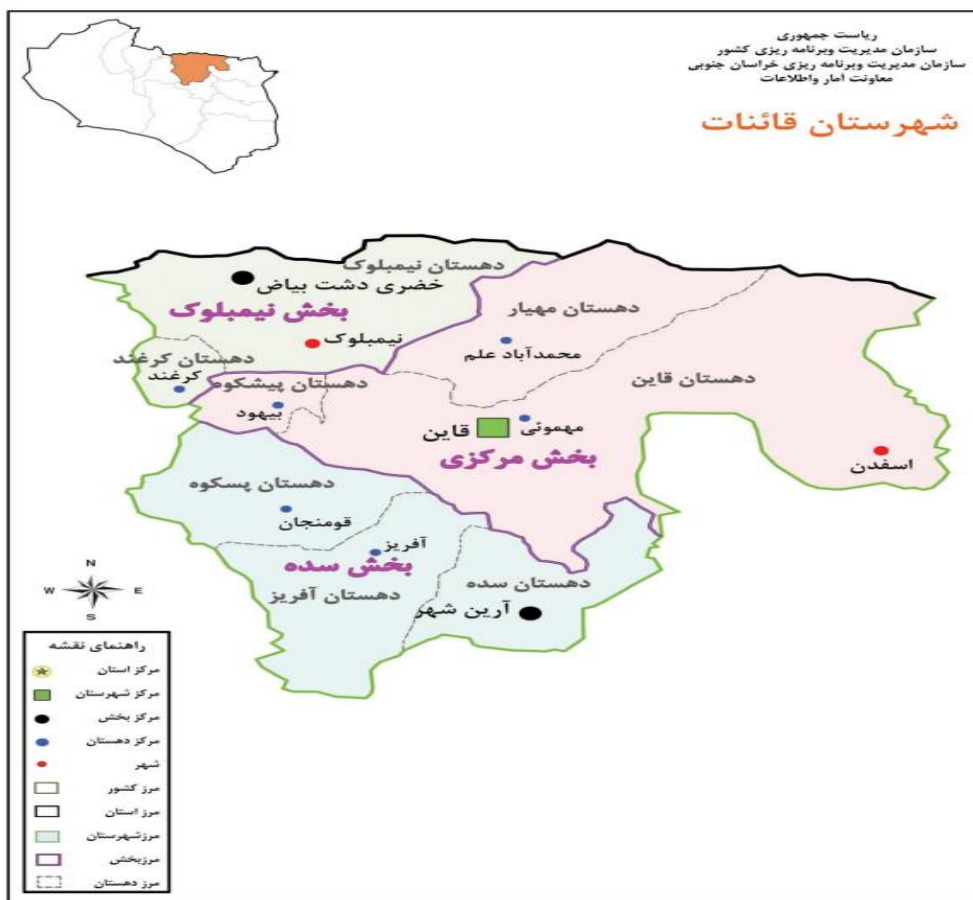 ریاست جمهوری
سازمان مدیریت وبرنامه ریزی کشور
سازمان مدیریت وبرنامه ریزی خراسان جنوبی
معاونت آمار واطلاعات
شهرستان قائنات
دهستان نیمبلوک
خضری دشت بیاض
بخش نیمبلوک
نیمبلوک
دهستان مهیار
محمدآباد علم
دهستان کرغند
کرغند
دهستان پیشکوه
بیهود
دهستان قاین
مهموئی
قاین
بخش مرکزی
اسفدن
دهستان پسکوه
قومنجان
آفریز
بخش سده
دهستان آفریز
دهستان سده
آرین شهر
N
W
E
S
راهنمای نقشه
مرکز استان
مرکز شهرستان
مرکز بخش
مرکز دهستان
شهر
مرز کشور
مرز استان
مرزشهرستان
مرزبخش
مرز دهستان